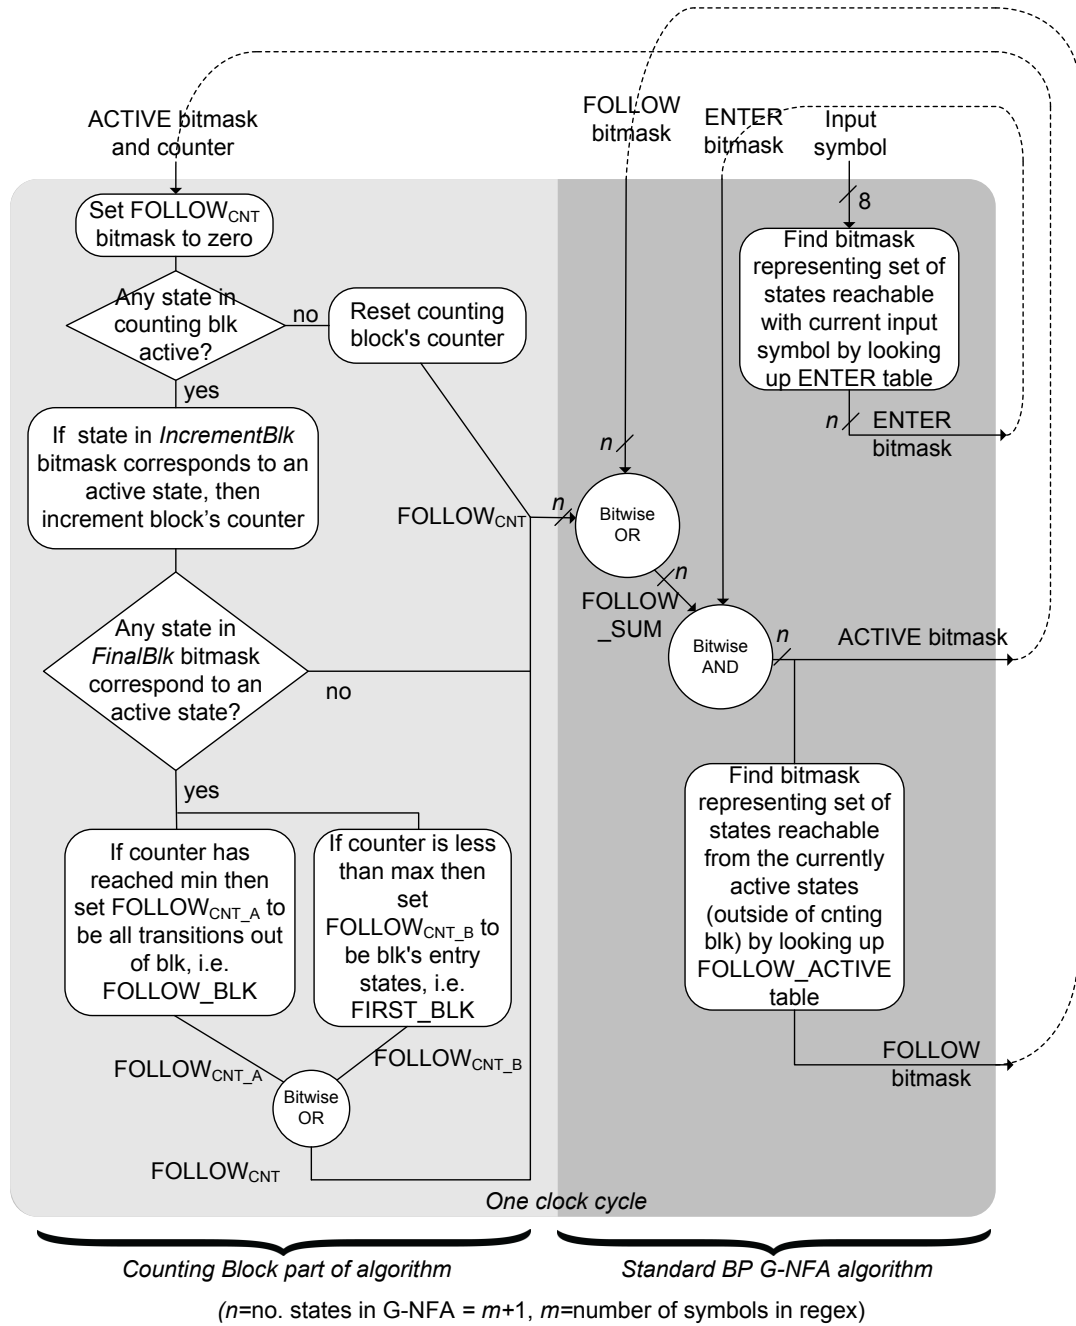 ACTIVE bitmask
and counter
FOLLOW
bitmask
ENTER
bitmask
Input
symbol
8
Set FOLLOWCNT
bitmask to zero
Any state in
counting blk
active?
no
yes
Reset counting
block's counter
Find bitmask
representing set of
states reachable
with current input
symbol by looking
up ENTER table
n
ENTER
bitmask
If state in IncrementBlk
bitmask corresponds to an
active state, then
increment block's counter
n
FOLLOWCNT
n
Bitwise
OR
n
FOLLOW
_SUM
Bitwise
AND
n
ACTIVE bitmask
Any state in
FinalBlk bitmask
correspond to an
active state?
no
yes
If counter has
reached min then
set FOLLOWCNT_A to
be all transitions out
of blk, i.e.
FOLLOW_BLK
If counter is less
than max then
set
FOLLOWCNT_B to
be blk's entry
states, i.e.
FIRST_BLK
Find bitmask
representing set of
states reachable
from the currently
active states
(outside of cnting
blk) by looking up
FOLLOW_ACTIVE
table
FOLLOW
bitmask
FOLLOWCNT_A
FOLLOWCNT_B
Bitwise
OR
FOLLOWCNT
One clock cycle
Counting Block part of algorithm
Standard BP G-NFA algorithm
(n=no. states in G-NFA = m+1, m=number of symbols in regex)